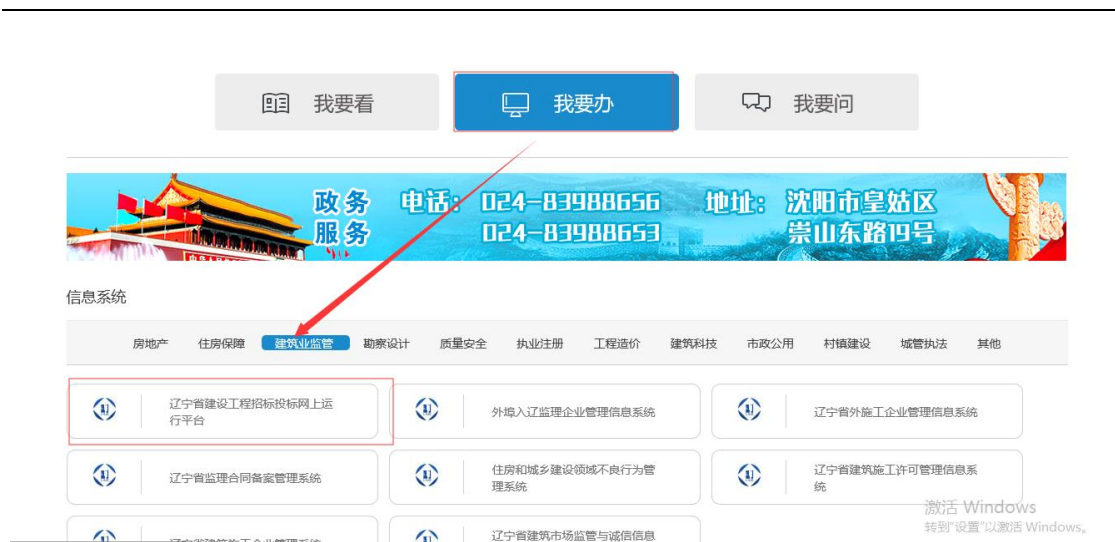 我要看
我要办
我要问
政务
服务
电话：024-83988656
024-83988653
地址：沈阳市皇姑区
崇山东路19号
信息系统
房地产 住房保障 建筑业监管 勘察设计 质量安全 执业注册 工程造价 建筑科技 市政公用 村镇建设 城管执法 其他
辽宁省建设工程招标投标网上运
行平台
外埠入辽监理企业管理信息系统
辽宁省外施工企业管理信息系统
辽宁省监理合同备案管理系统
住房和城乡建设领域不良行为管
理系统
辽宁省建筑施工许可管理信息系
统
辽宁省建筑市场监管与诚信信息
激活 Windows
转到"设置"以激活 Windows。